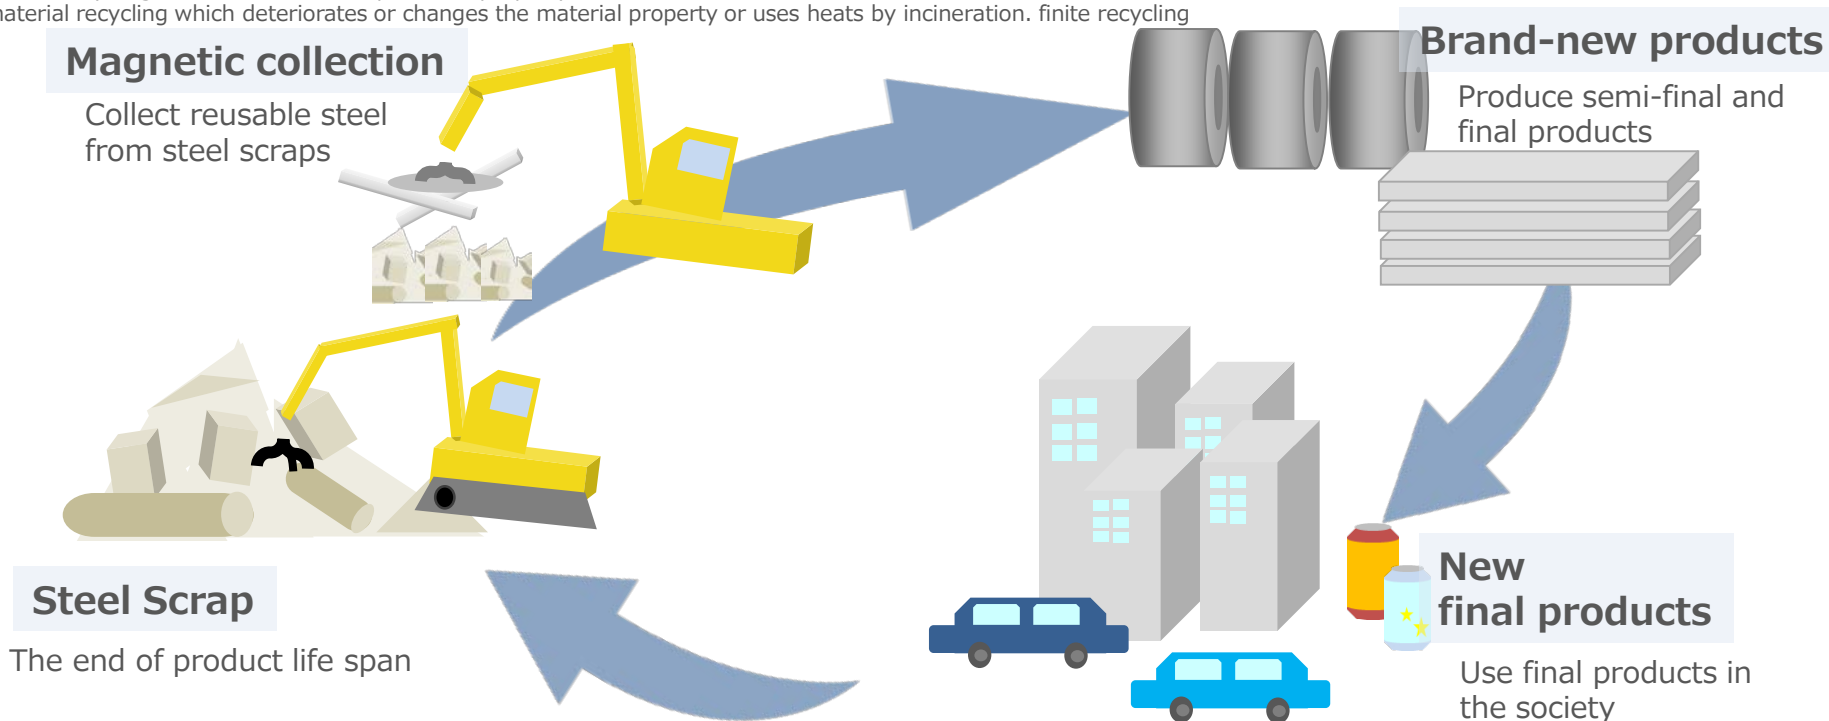 material recycling which deteriorates or changes the material property or uses heats by incineration. finite recycling
Magnetic collection
Collect reusable steel
from steel scraps
Brand-new products
Produce semi-final and
final products
New
final products
Use final products in
the society
Steel Scrap
The end of product life span